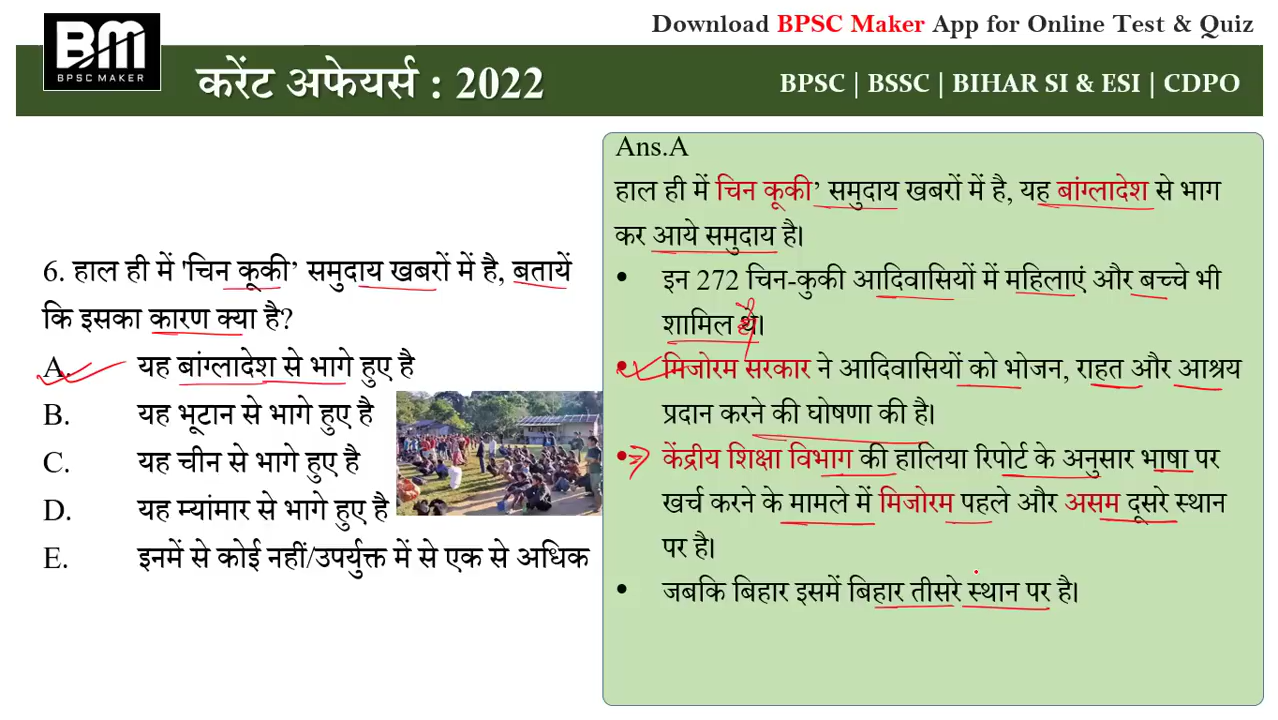 Download BPSC Maker App for Online Test & Quiz
BM
BPSC MAKER
करेंट अफेयर्स : 2022
BPSC | BSSC | BIHAR SI & ESI | CDPO
6. हाल ही में 'चिन कूकी’ समुदाय खबरों में है, बतायें
कि इसका कारण क्या है?
A. यह बांग्लादेश से भागे हुए है
B. यह भूटान से भागे हुए है
C. यह चीन से भागे हुए है
D. यह म्यांमार से भागे हुए है
E. इनमें से कोई नहीं/उपर्युक्त में से एक से अधिक
Ans.A
हाल ही में चिन कूकी’ समुदाय खबरों में है, यह बांग्लादेश से भाग
कर आये समुदाय है।
• इन 272 चिन-कुकी आदिवासियों में महिलाएं और बच्चे भी
शामिल थे।
• मिजोरम सरकार ने आदिवासियों को भोजन, राहत और आश्रय
प्रदान करने की घोषणा की है।
• केंद्रीय शिक्षा विभाग की हालिया रिपोर्ट के अनुसार भाषा पर
खर्च करने के मामले में मिजोरम पहले और असम दूसरे स्थान
पर है।
• जबकि बिहार इसमें बिहार तीसरे स्थान पर है।